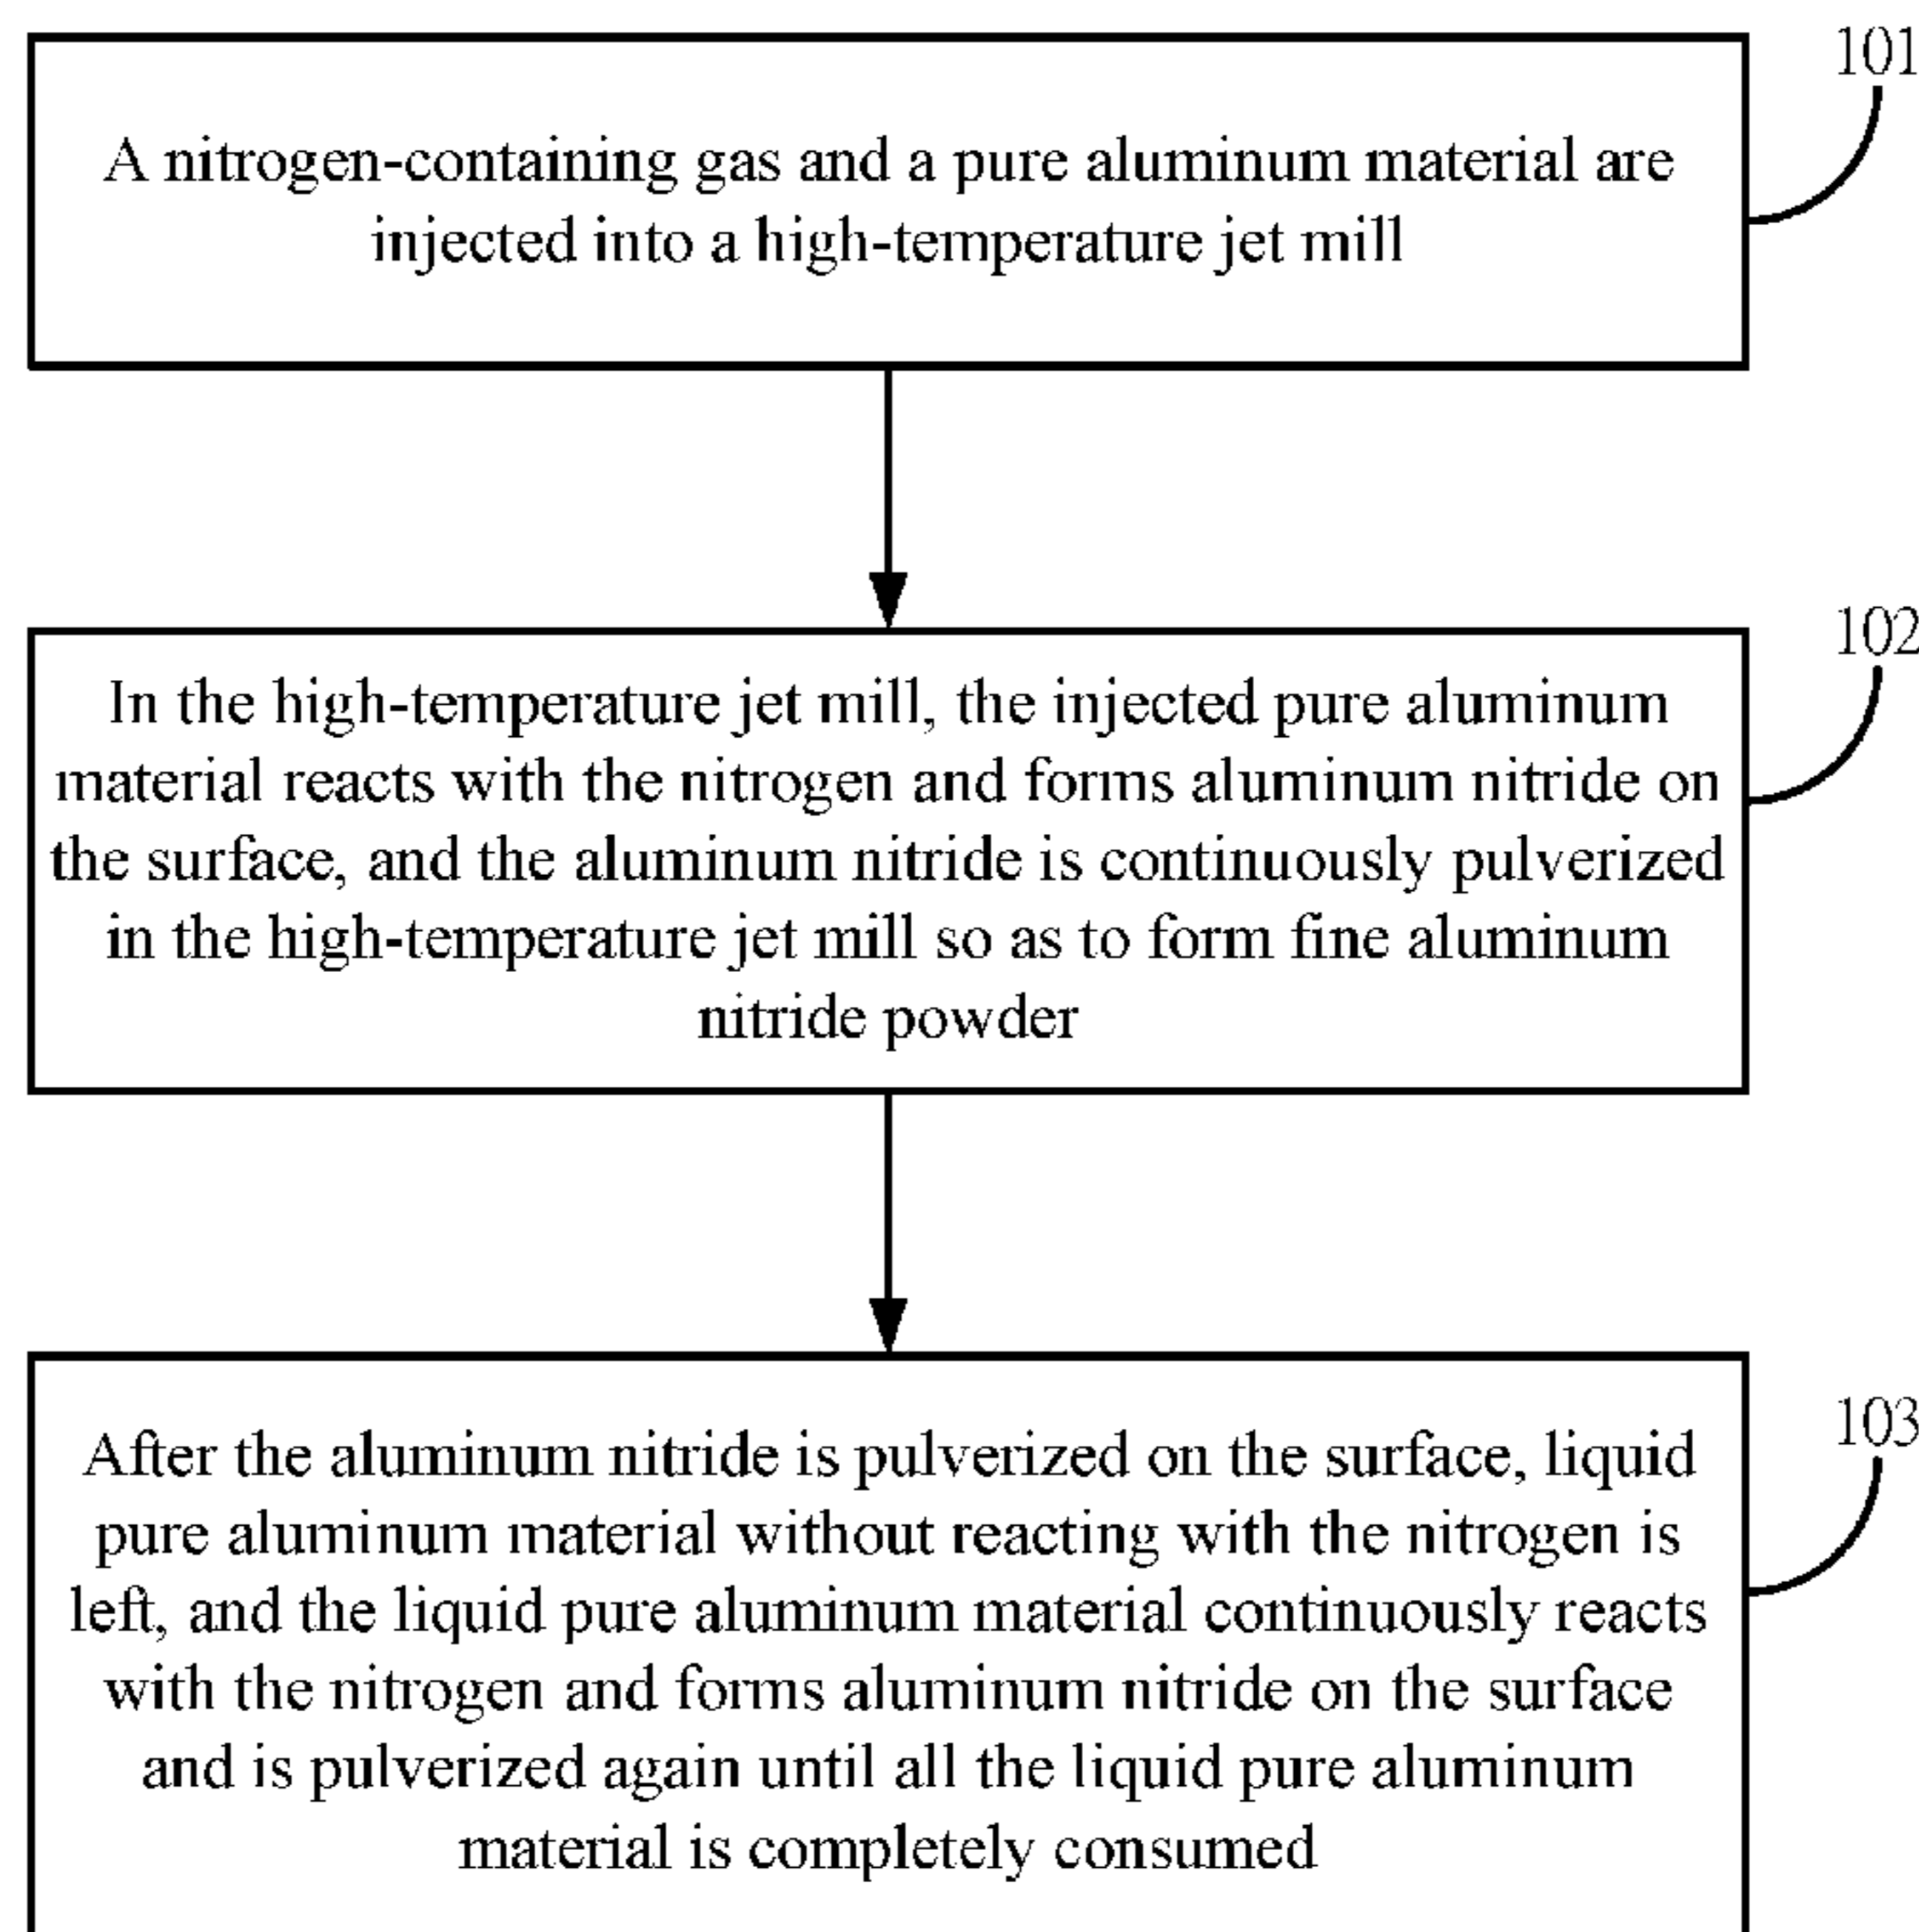 101
A nitrogen-containing gas and a pure aluminum material are
injected into a high-temperature jet mill
102
In the high-temperature jet mill, the injected pure aluminum
material reacts with the nitrogen and forms aluminum nitride on
the surface, and the aluminum nitride is continuously pulverized
in the high-temperature jet mill so as to form fine aluminum
nitride powder
103
After the aluminum nitride is pulverized on the surface, liquid
pure aluminum material without reacting with the nitrogen is
left, and the liquid pure aluminum material continuously reacts
with the nitrogen and forms aluminum nitride on the surface
and is pulverized again until all the liquid pure aluminum
material is completely consumed